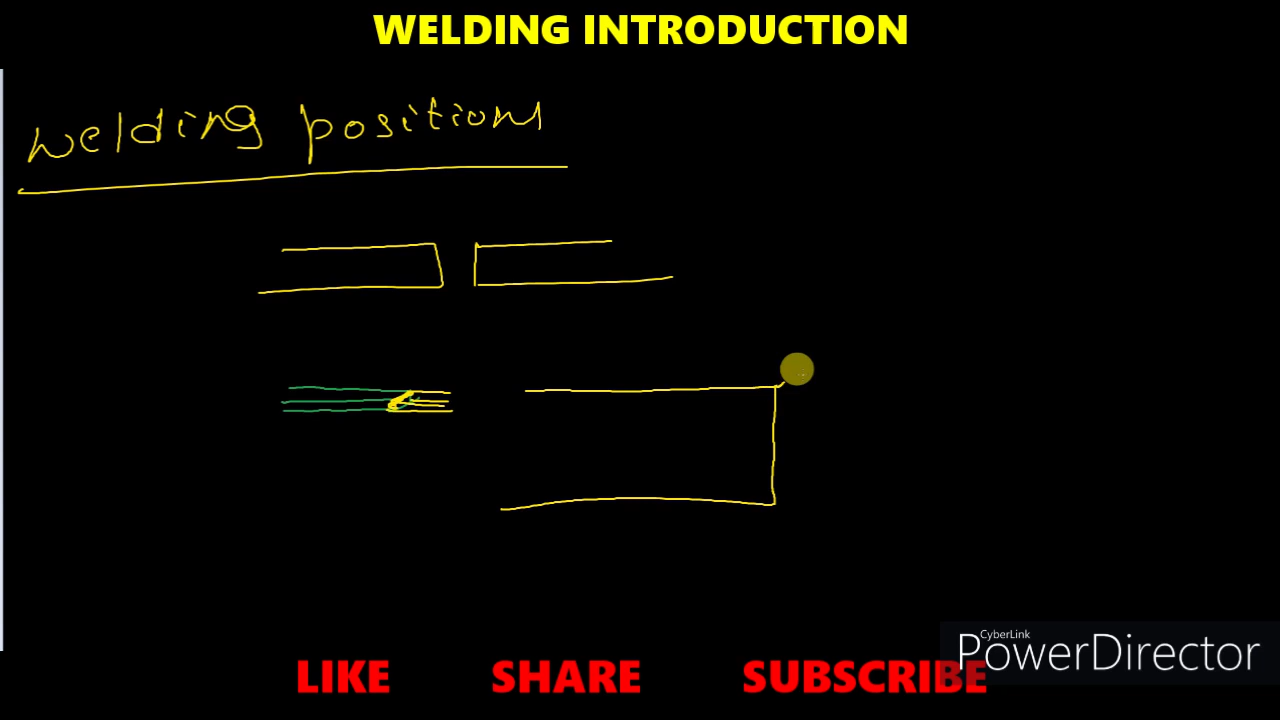 WELDING INTRODUCTION
welding positions
CyberLink
PowerDirector
LIKE SHARE SUBSCRIBE